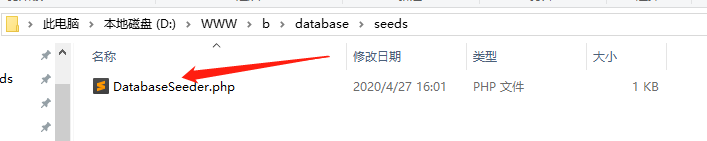 此电脑 › 本地磁盘 (D:) › WWW › b › database › seeds
名称 修改日期 类型 大小
ds
DatabaseSeeder.php 2020/4/27 16:01 PHP 文件 1 KB